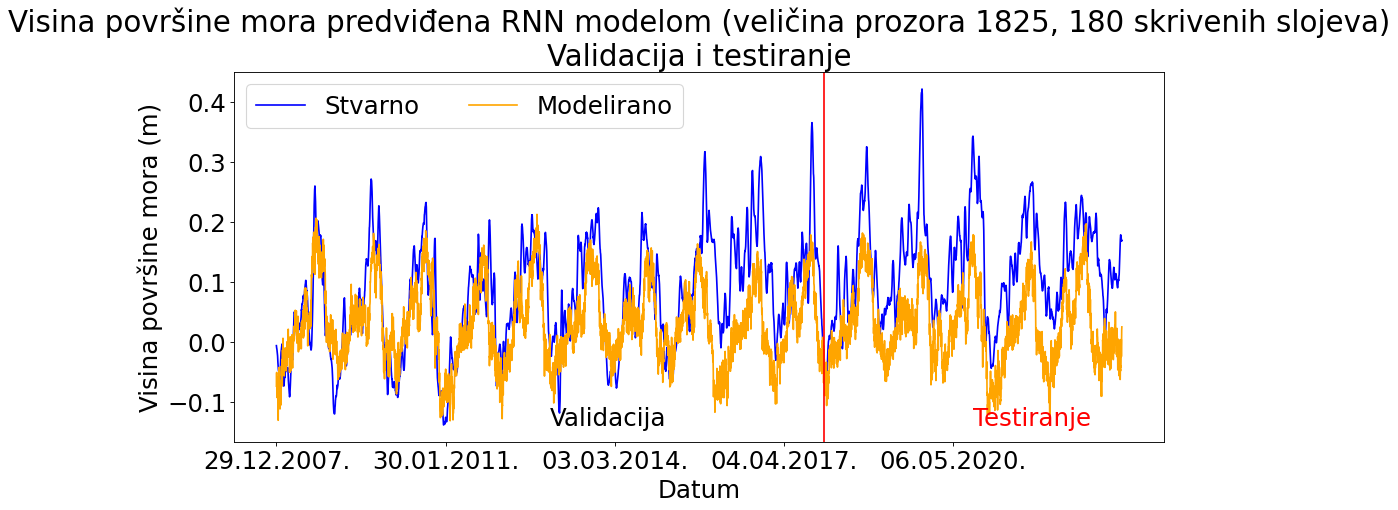 Visina površine mora predviđena RNN modelom (veličina prozora 1825, 180 skrivenih slojeva)
Validacija i testiranje
Stvarno
Modelirano
Visina površine mora (m)
0.4
0.3
0.2
0.1
0.0
−0.1
Validacija
Testiranje
29.12.2007.
30.01.2011.
03.03.2014.
04.04.2017.
06.05.2020.
Datum